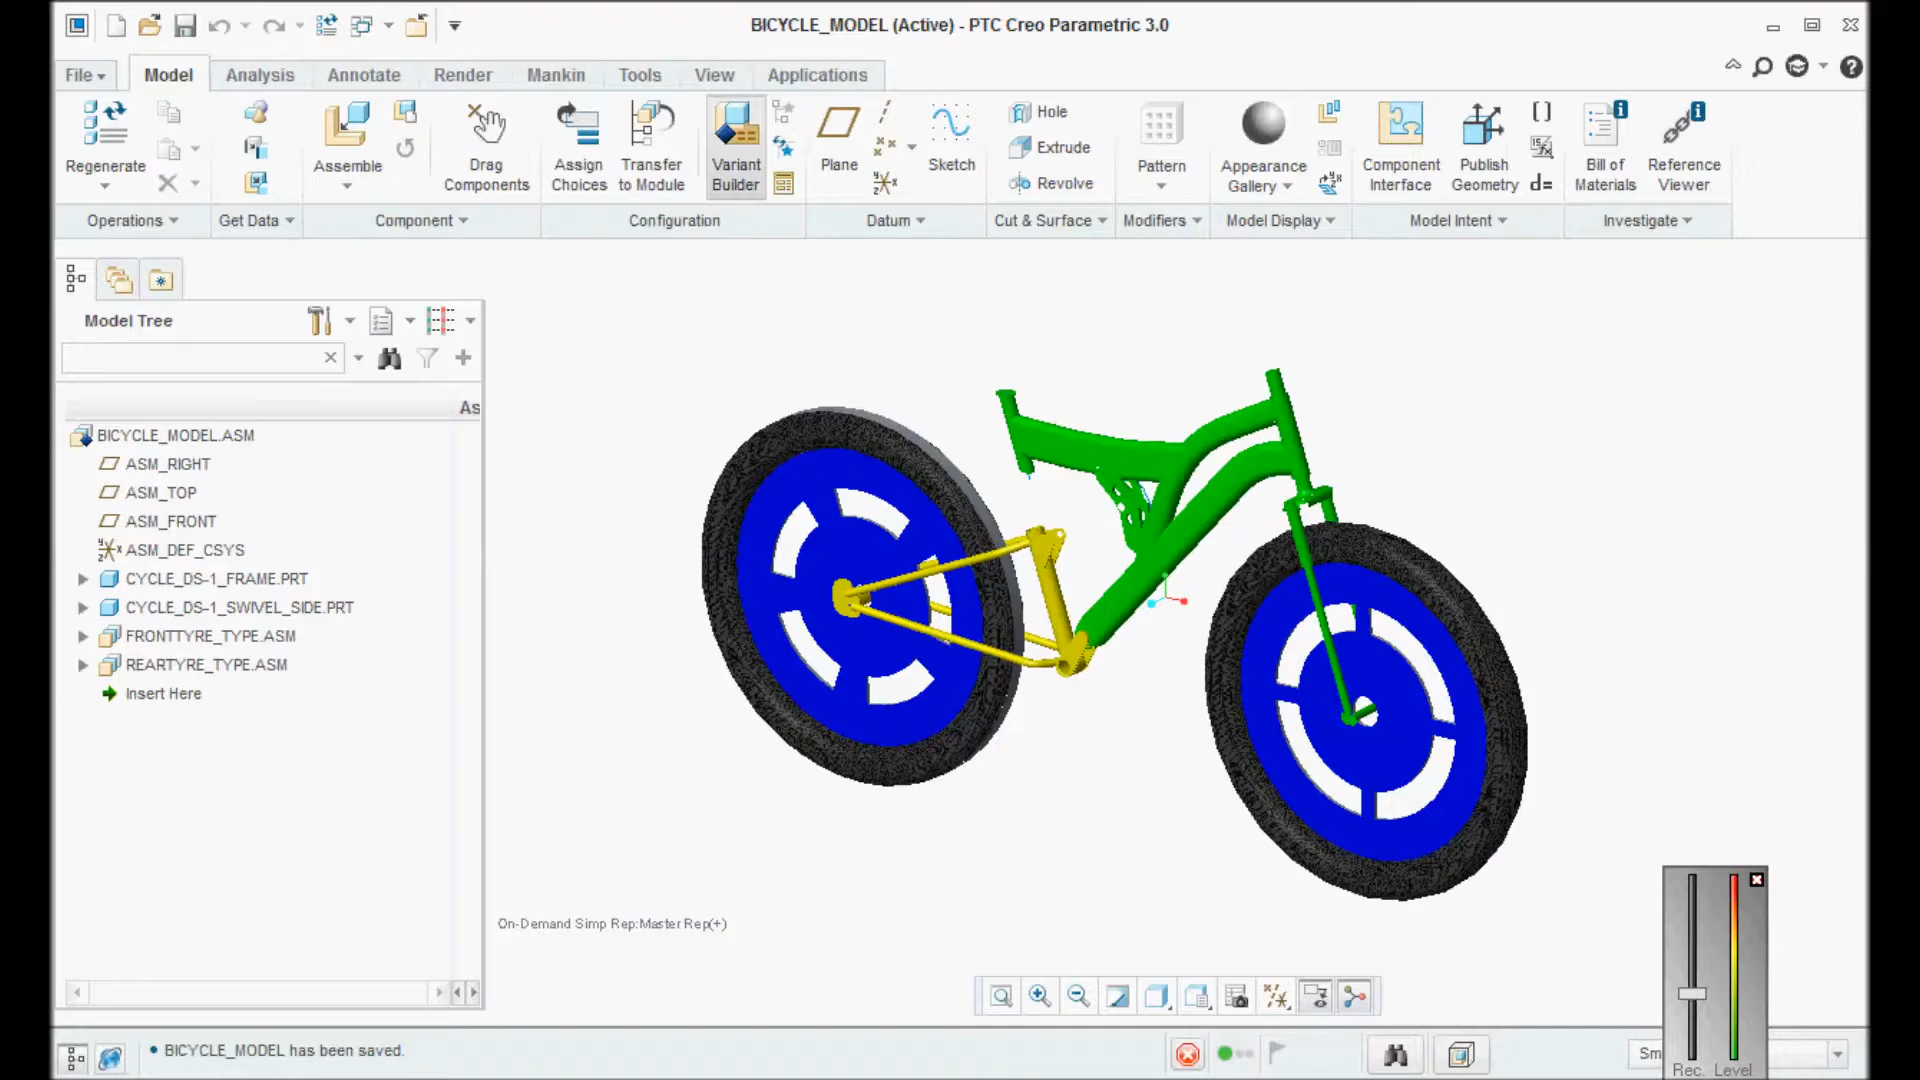 BICYCLE_MODEL (Active) - PTC Creo Parametric 3.0
File Model Analysis Annotate Render Mankin Tools View Applications
Regenerate
Assemble
Drag
Components
Assign
Choices
Transfer
to Module
Variant
Builder
Plane
Sketch
Hole
Extrude
Revolve
Pattern
Appearance
Gallery
Component
Interface
Publish
Geometry
d=
Bill of
Materials
Reference
Viewer
Operations Get Data Component Configuration Datum Cut & Surface Modifiers Model Display Model Intent Investigate
Model Tree
As
BICYCLE_MODEL.ASM
ASM_RIGHT
ASM_TOP
ASM_FRONT
ASM_DEF_CSYS
CYCLE_DS-1_FRAME.PRT
CYCLE_DS-1_SWIVEL_SIDE.PRT
FRONTTYRE_TYPE.ASM
REARTYRE_TYPE.ASM
Insert Here
On-Demand Simp Rep:Master Rep(+)
• BICYCLE_MODEL has been saved.
Sm
Rec. Level